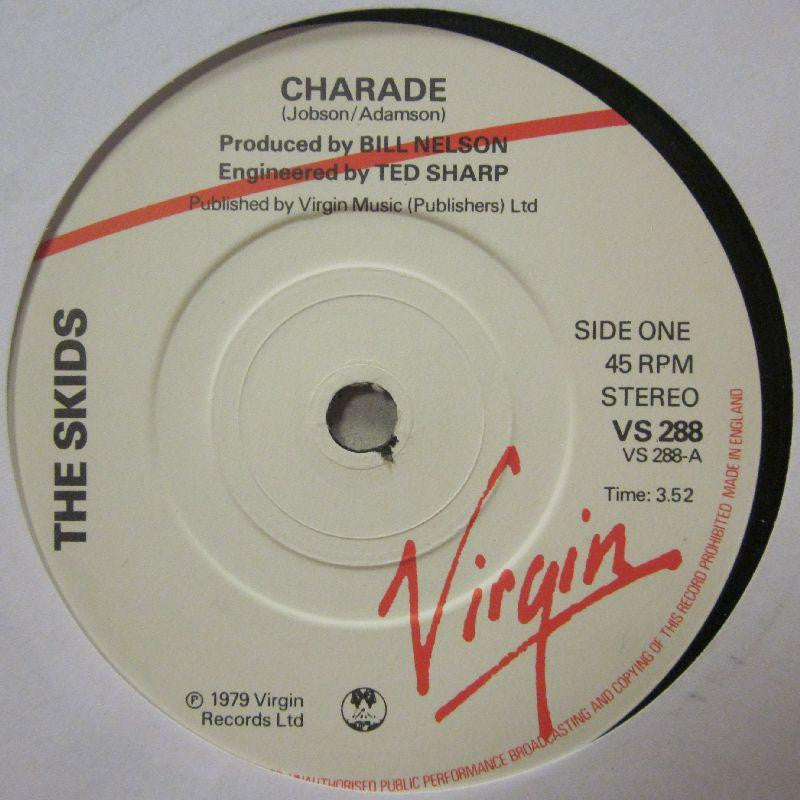 CHARADE
(Jobson/Adamson)
Produced by BILL NELSON
Engineered by TED SHARP
Published by Virgin Music (Publishers) Ltd
THE SKIDS
SIDE ONE
45 RPM
STEREO
VS 288
VS 288-A
Time: 3.52
Virgin
℗ 1979 Virgin
Records Ltd
UNAUTHORISED PUBLIC PERFORMANCE BROADCASTING AND COPYING OF THIS RECORD PROHIBITED MADE IN ENGLAND